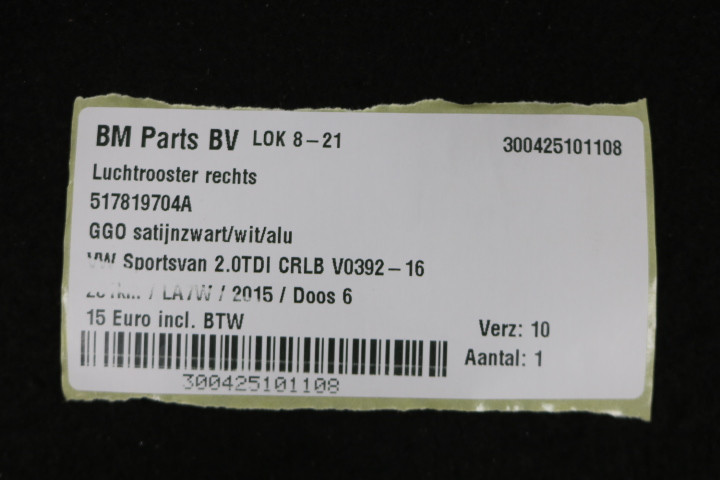 BM Parts BV LOK 8-21 300425101108
Luchtrooster rechts
517819704A
GGO satijnzwart/wit/alu
VW Sportsvan 2.0TDI CRLB V0392-16
/ LA7W / 2015 / Doos 6
15 Euro incl. BTW Verz: 10
Aantal: 1
300425101108